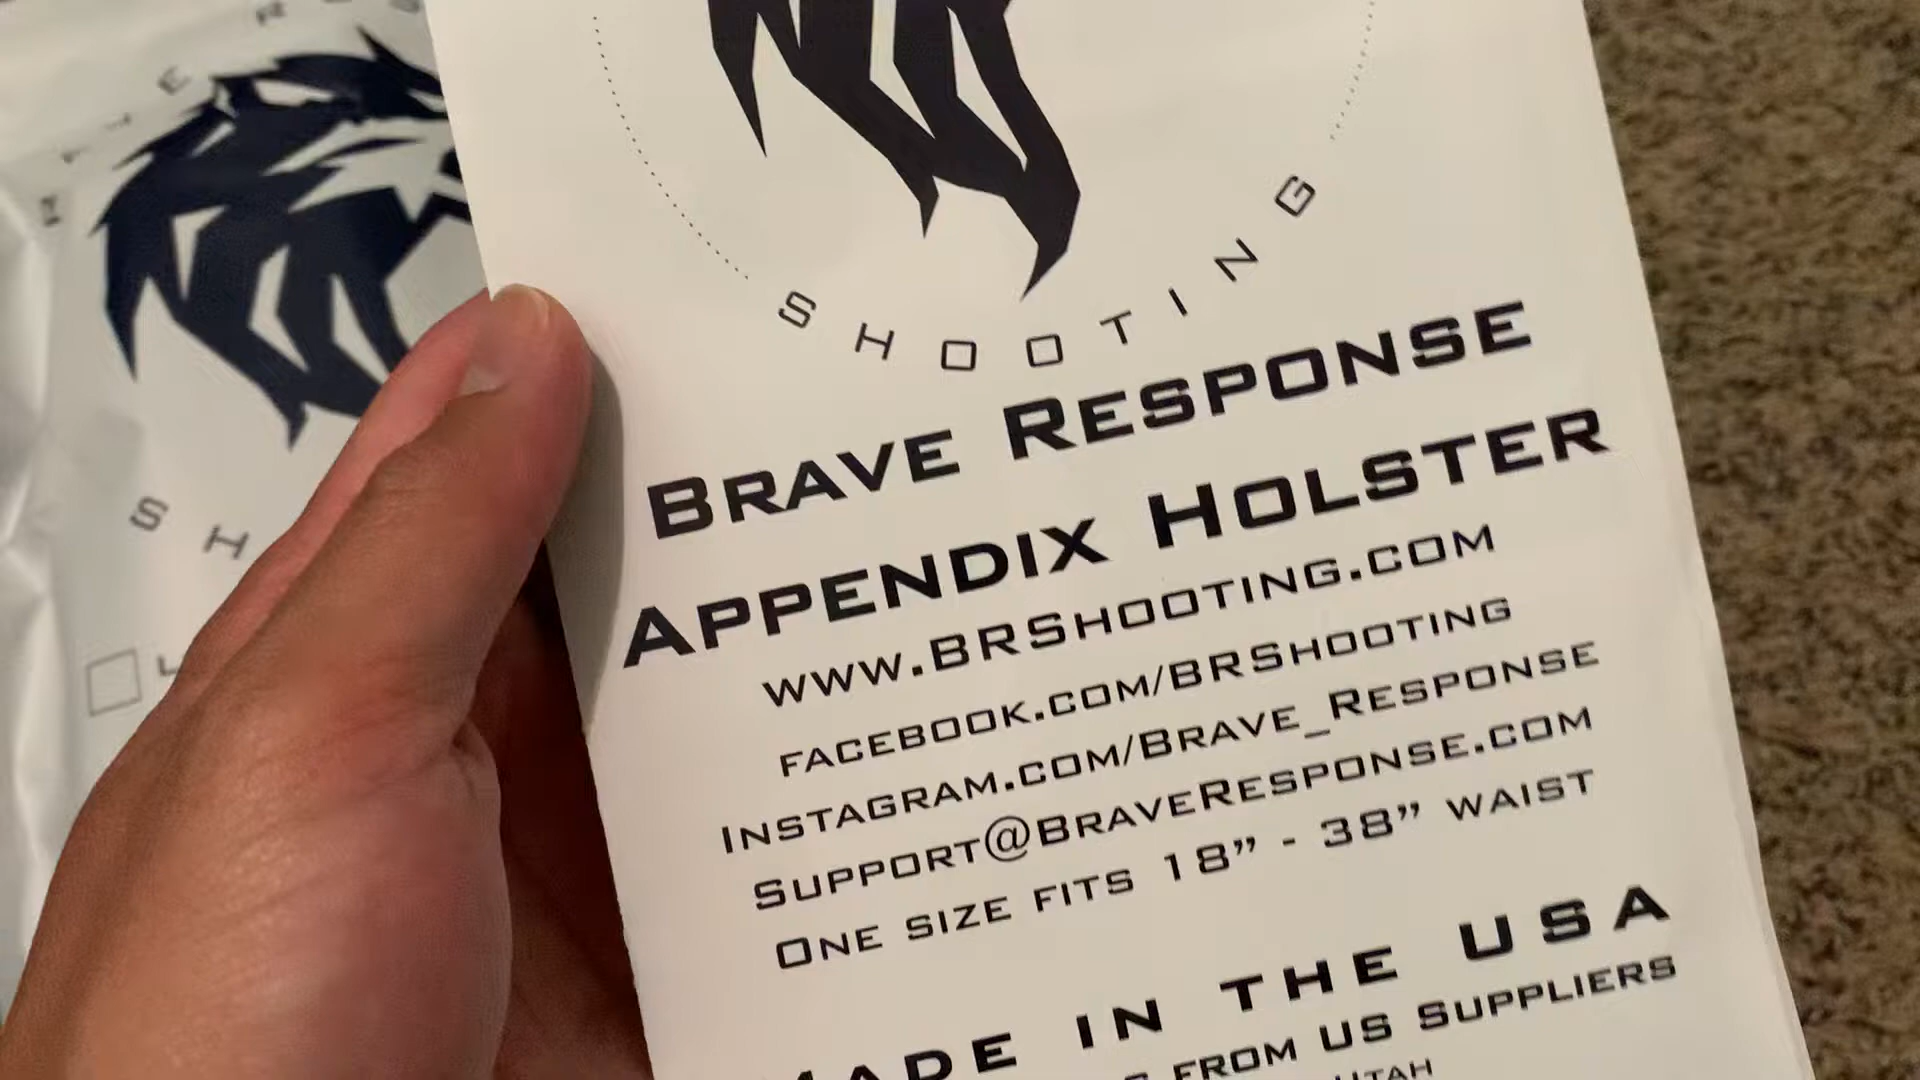 SHOOTING
BRAVE RESPONSE
APPENDIX HOLSTER
WWW.BRSHOOTING.COM
FACEBOOK.COM/BRSHOOTING
INSTAGRAM.COM/BRAVE_RESPONSE
SUPPORT@BRAVERESPONSE.COM
ONE SIZE FITS 18” - 38” WAIST
IN THE USA
FROM US SUPPLIERS
SH
L